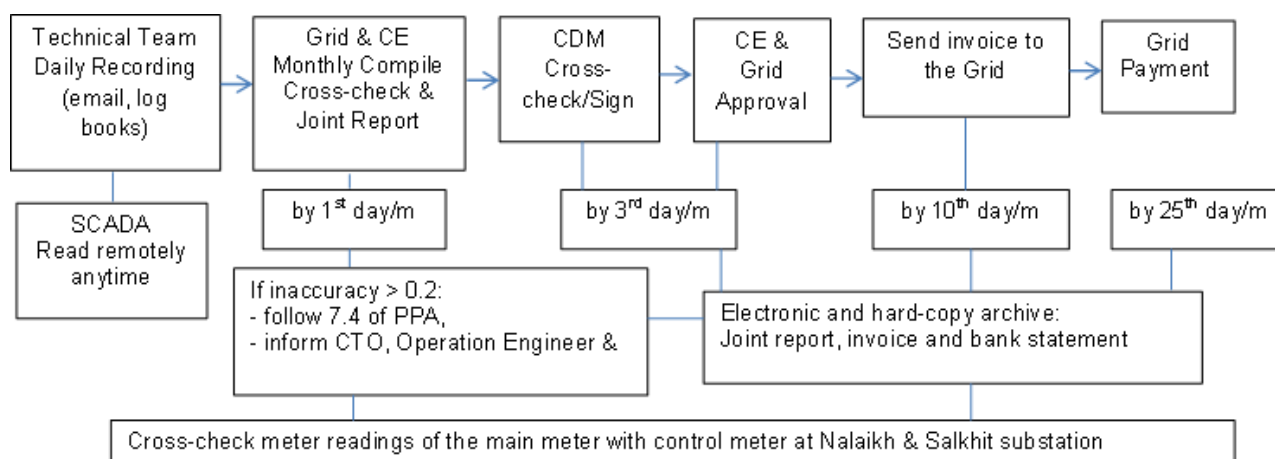 Technical Team
Daily Recording
(email, log
books)
Grid & CE
Monthly Compile
Cross-check &
Joint Report
CDM
Cross-
check/Sign
CE &
Grid
Approval
Send invoice to
the Grid
Grid
Payment
SCADA
Read remotely
anytime
by 1st day/m
by 3rd day/m
by 10th day/m
by 25th day/m
If inaccuracy > 0.2:
- follow 7.4 of PPA,
- inform CTO, Operation Engineer &
Electronic and hard-copy archive:
Joint report, invoice and bank statement
Cross-check meter readings of the main meter with control meter at Nalaikh & Salkhit substation